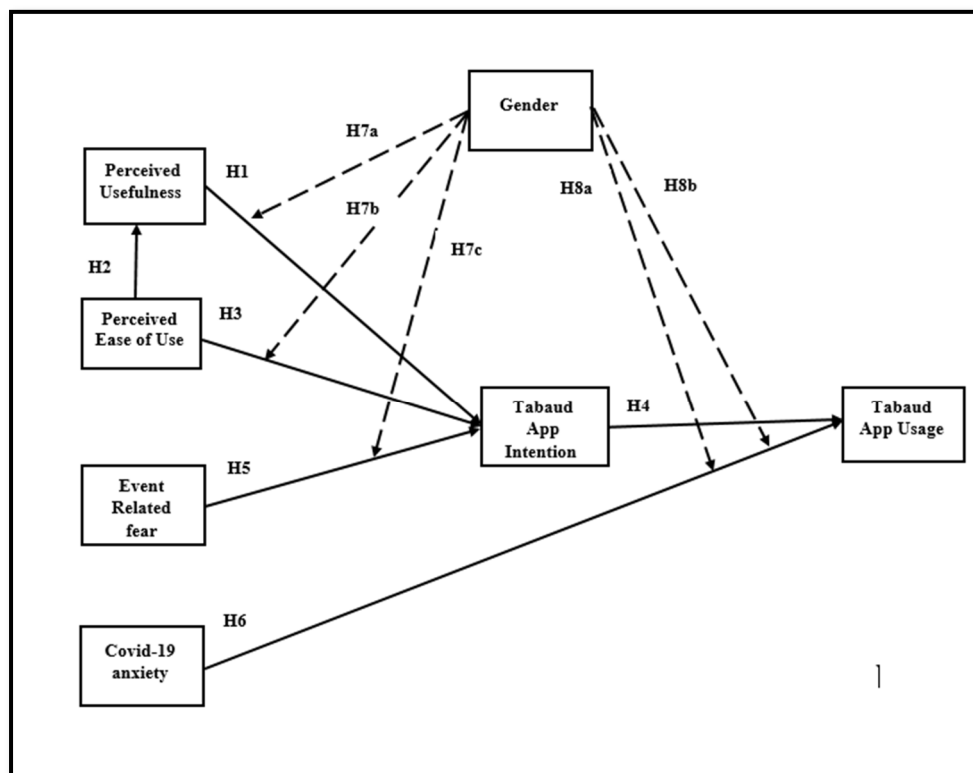 Gender
H7a
H1
Perceived
Usefulness
H8a
H8b
H7b
H7c
H2
H3
Perceived
Ease of Use
Tabaud
App
Intention
H4
Tabaud
App Usage
H5
Event
Related
fear
H6
Covid-19
anxiety